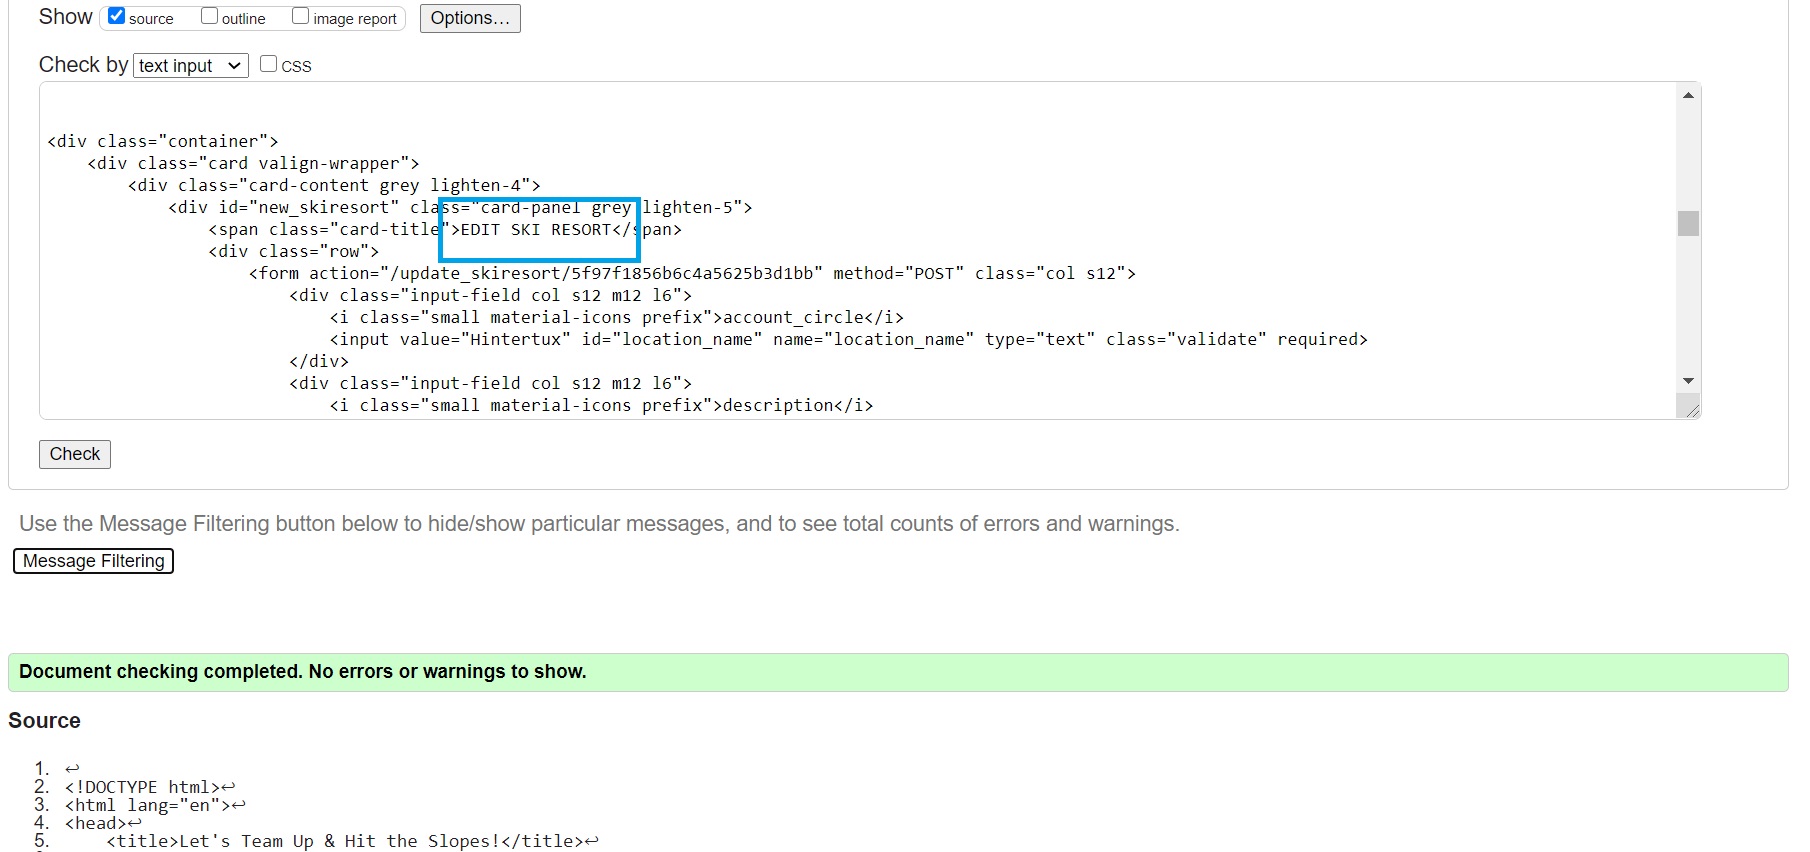 Show source outline image report Options...
Check by text input CSS
<div class="container">
<div class="card valign-wrapper">
<div class="card-content grey lighten-4">
<div id="new_skiresort" class="card-panel grey lighten-5">
<span class="card-title">EDIT SKI RESORT</span>
<div class="row">
<form action="/update_skiresort/5f97f1856b6c4a5625b3d1bb" method="POST" class="col s12">
<div class="input-field col s12 m12 l6">
<i class="small material-icons prefix">account_circle</i>
<input value="Hintertux" id="location_name" name="location_name" type="text" class="validate" required>
</div>
<div class="input-field col s12 m12 l6">
<i class="small material-icons prefix">description</i>
Check
Use the Message Filtering button below to hide/show particular messages, and to see total counts of errors and warnings.
Message Filtering
Document checking completed. No errors or warnings to show.
Source
1. ↩
2. <!DOCTYPE html>↩
3. <html lang="en">↩
4. <head>↩
5. <title>Let's Team Up & Hit the Slopes!</title>↩